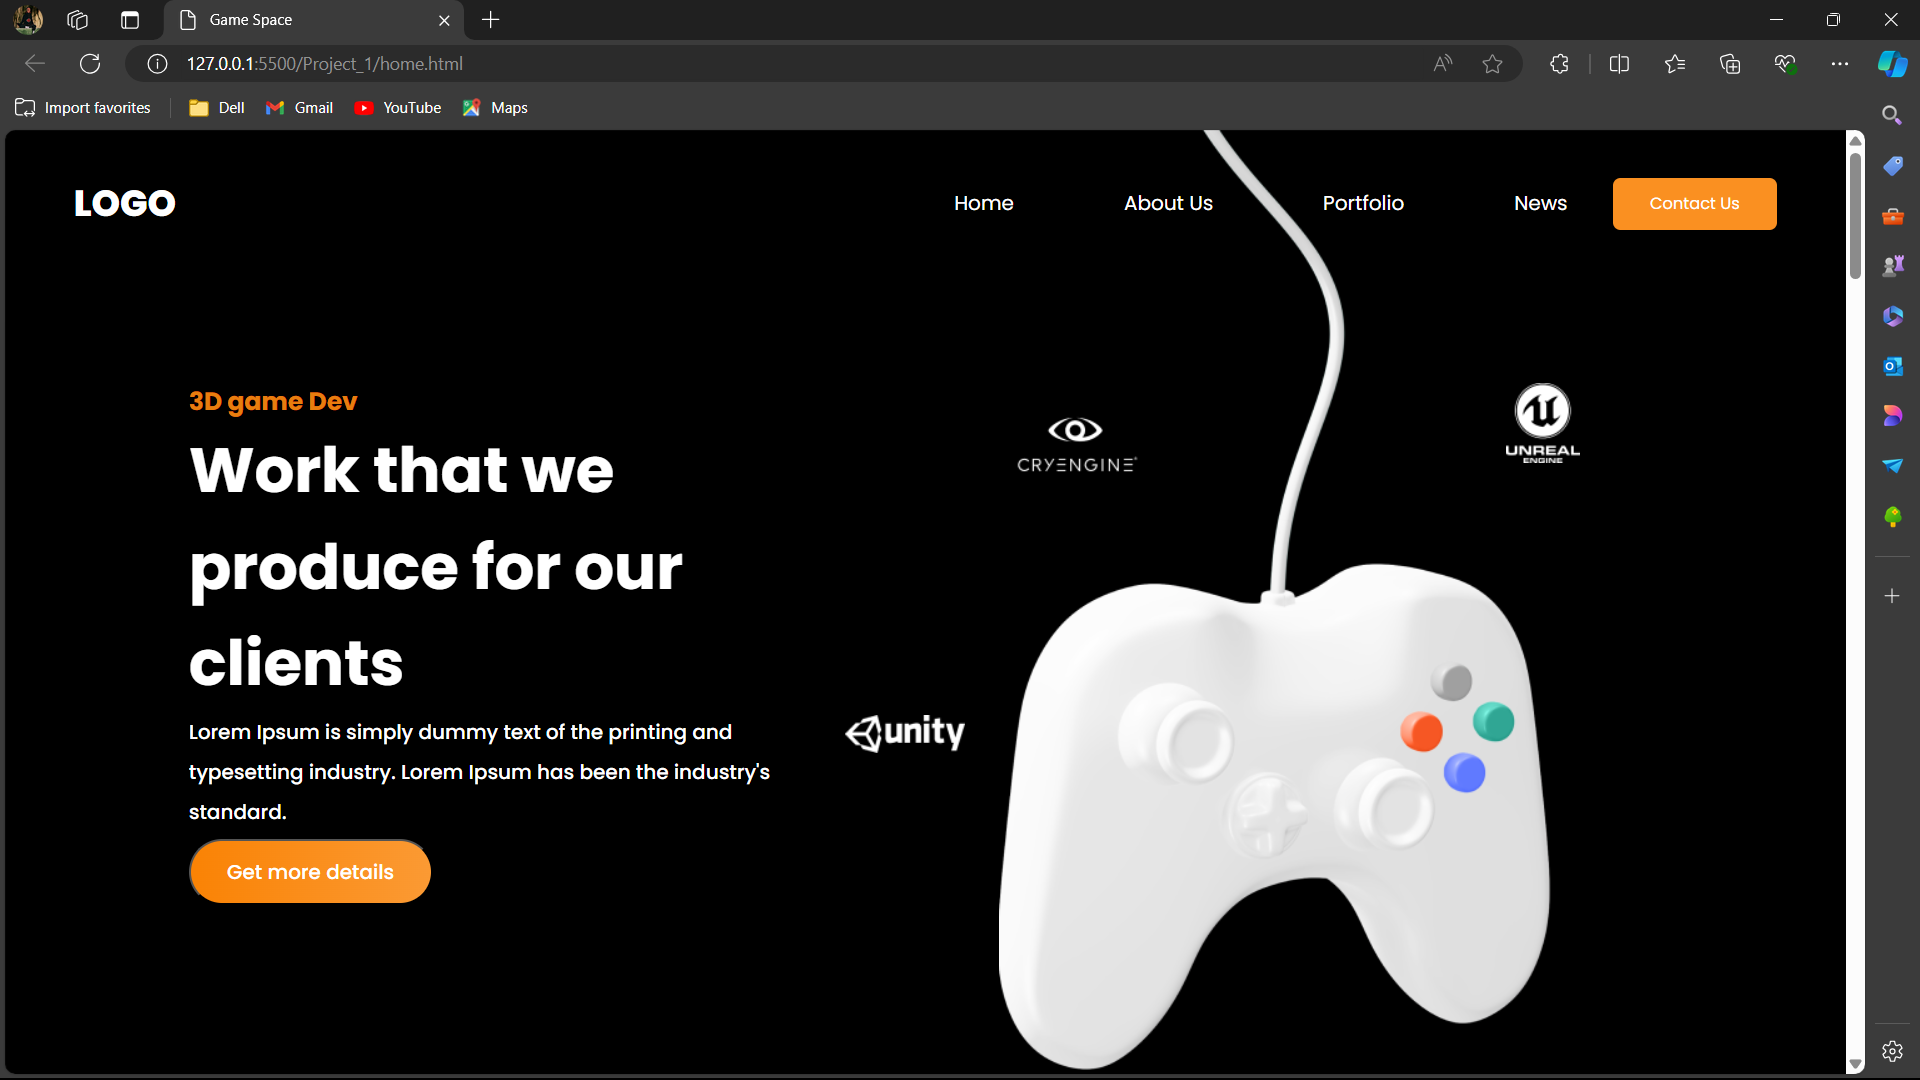 Game Space
127.0.0.1:5500/Project_1/home.html
Import favorites
Dell
Gmail
YouTube
Maps
LOGO
Home
About Us
Portfolio
News
Contact Us
3D game Dev
Work that we
produce for our
clients
Lorem Ipsum is simply dummy text of the printing and
typesetting industry. Lorem Ipsum has been the industry's
standard.
Get more details
CRYENGINE
UNREAL
ENGINE
unity